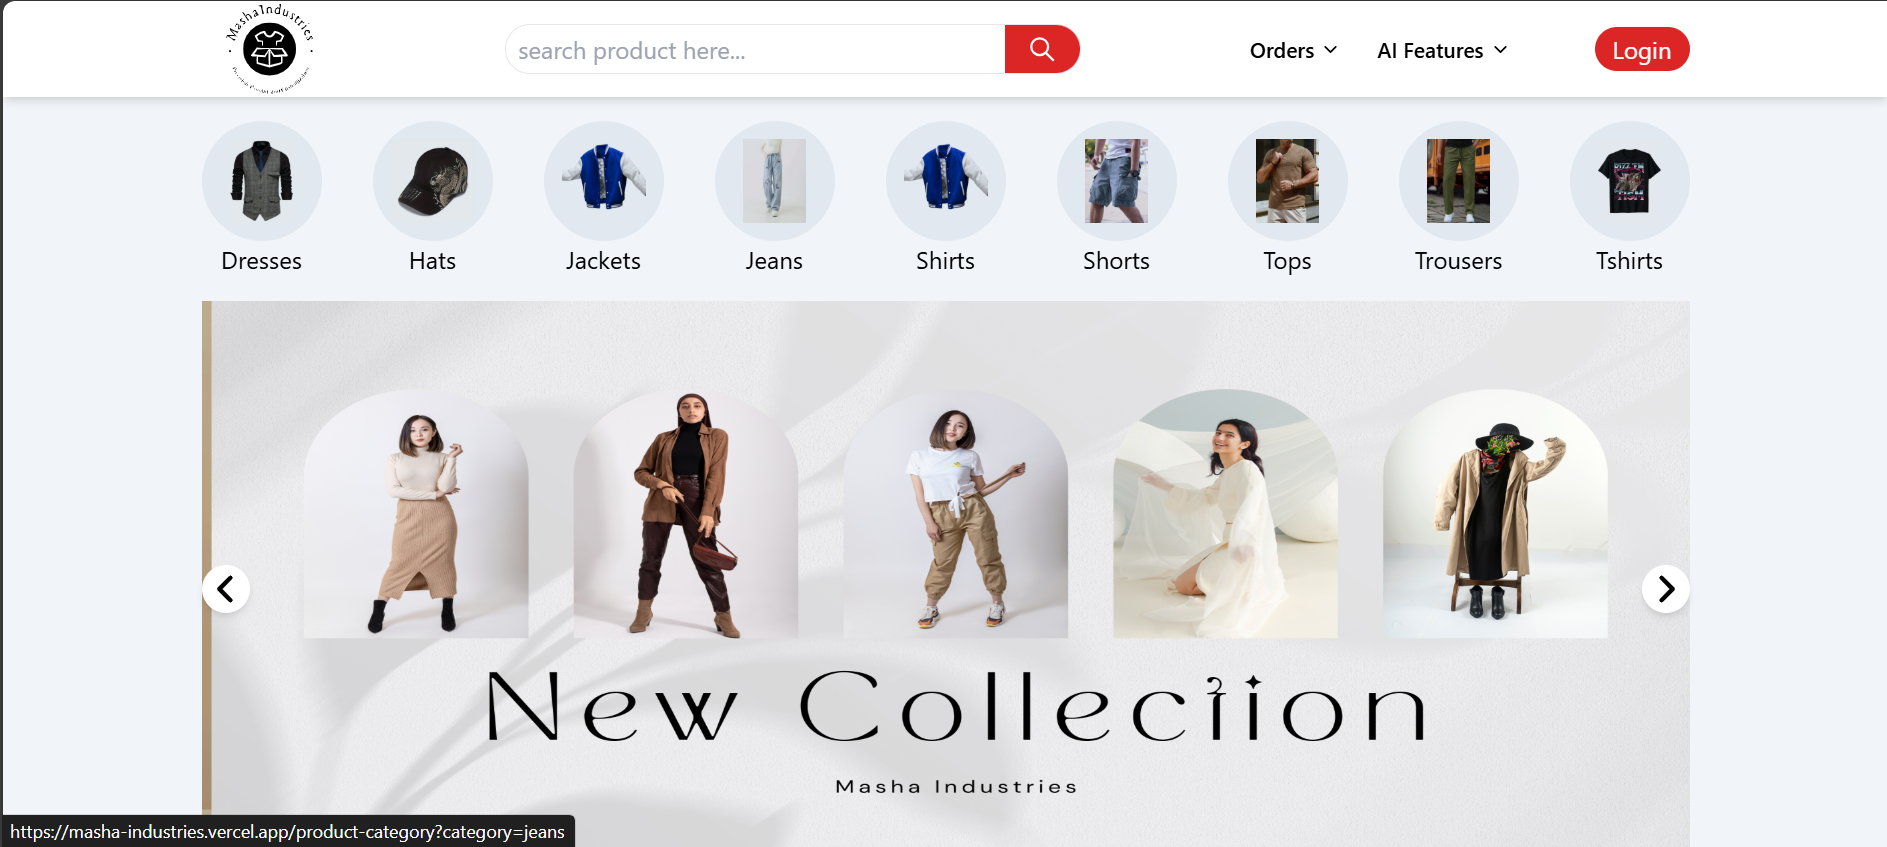 MashaIndustries
search product here...
Orders
AI Features
Login
Dresses
Hats
Jackets
Jeans
Shirts
Shorts
Tops
Trousers
Tshirts
New Collection
Masha Industries
https://masha-industries.vercel.app/product-category?category=jeans